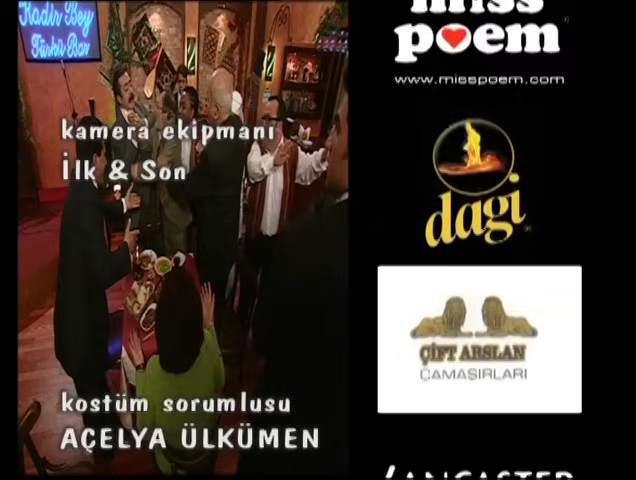 Kadir Bey
Türkü Bar
kamera ekipmanı
İlk & Son
kostüm sorumlusu
AÇELYA ÜLKÜMEN
miss
poem
www.misspoem.com
dagi
ÇİFT ARSLAN
ÇAMAŞIRLARI
LANCASTER